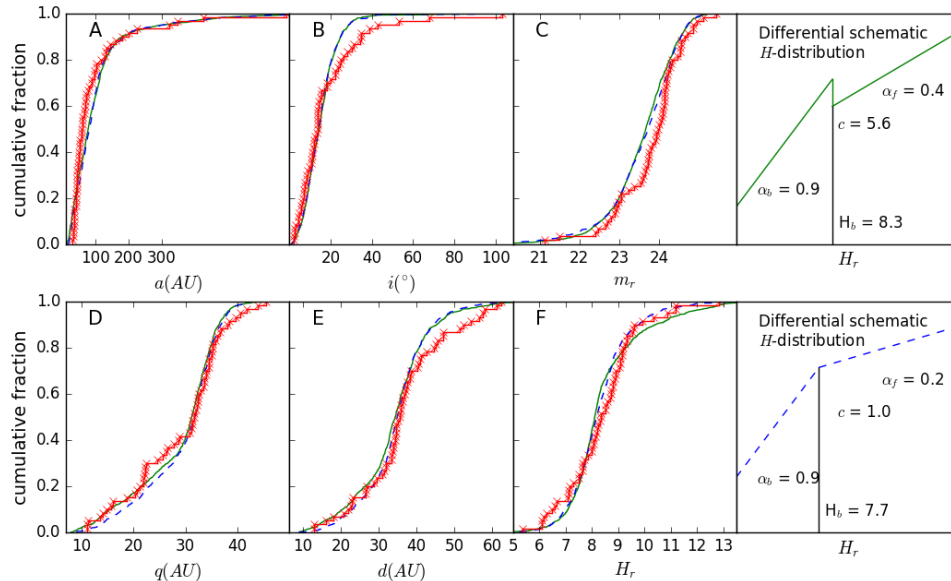 cumulative fraction
1.0
0.8
0.6
0.4
0.2
0.0
A
100 200 300
a(AU)
B
20 40 60 80 100
i(°)
C
21 22 23 24
m_r
Differential schematic
H-distribution
α_f = 0.4
c = 5.6
α_b = 0.9
H_b = 8.3
H_r
cumulative fraction
1.0
0.8
0.6
0.4
0.2
0.0
D
10 20 30 40
q(AU)
E
10 20 30 40 50 60
d(AU)
F
5 6 7 8 9 10 11 12 13
H_r
Differential schematic
H-distribution
α_f = 0.2
c = 1.0
α_b = 0.9
H_b = 7.7
H_r